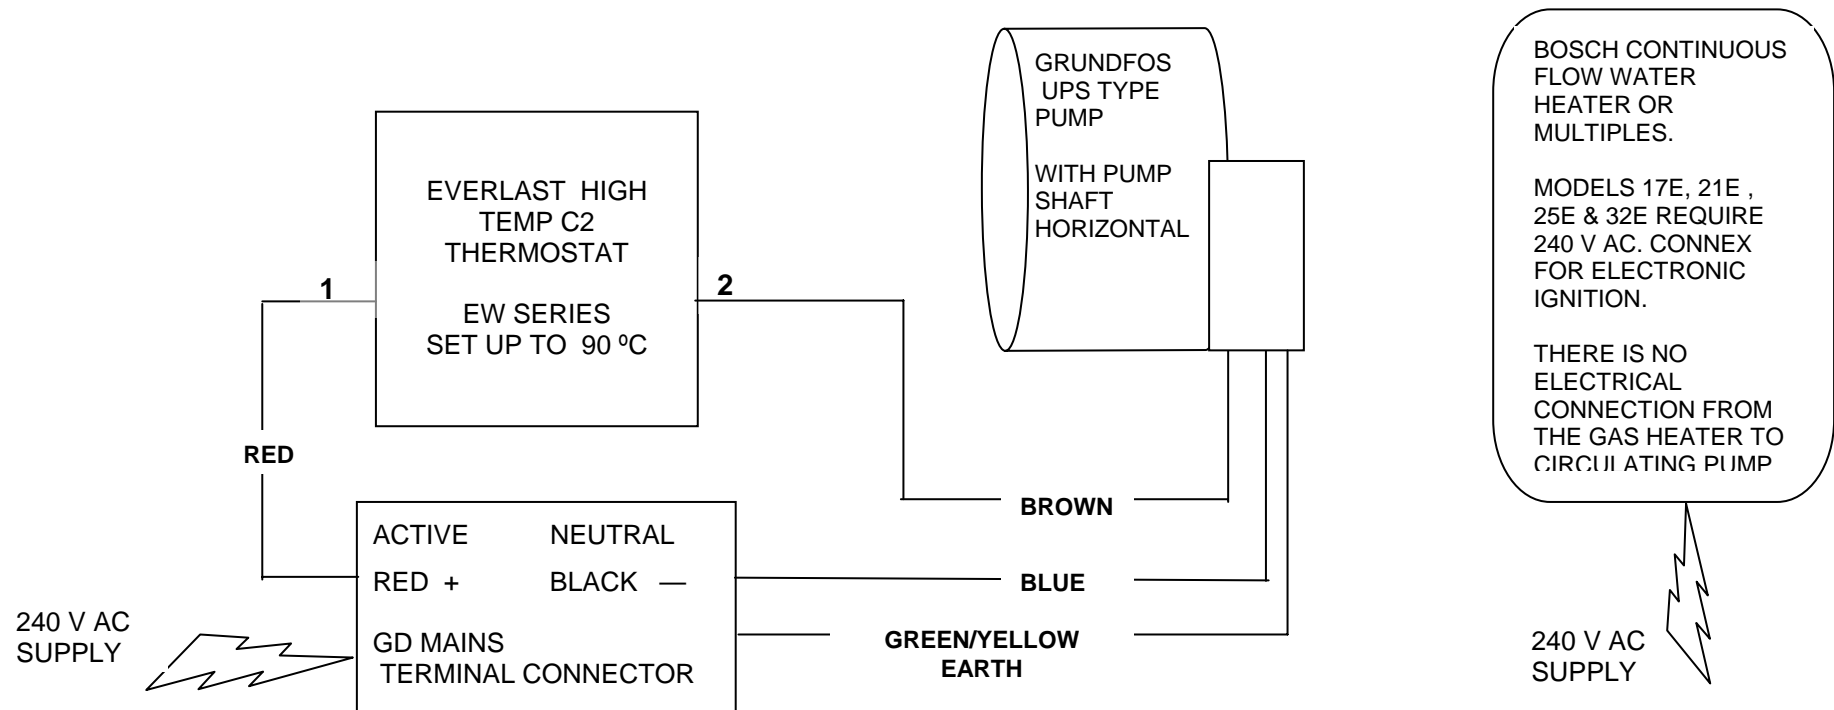 GRUNDFOS
UPS TYPE
PUMP
WITH PUMP
SHAFT
HORIZONTAL
BOSCH CONTINUOUS
FLOW WATER
HEATER OR
MULTIPLES.
MODELS 17E, 21E ,
25E & 32E REQUIRE
240 V AC. CONNEX
FOR ELECTRONIC
IGNITION.
THERE IS NO
ELECTRICAL
CONNECTION FROM
THE GAS HEATER TO
CIRCULATING PUMP
EVERLAST HIGH
TEMP C2
THERMOSTAT
EW SERIES
SET UP TO 90 ºC
1
2
RED
BROWN
ACTIVE NEUTRAL
RED + BLACK —
BLUE
GD MAINS
TERMINAL CONNECTOR
GREEN/YELLOW
EARTH
240 V AC
SUPPLY
240 V AC
SUPPLY